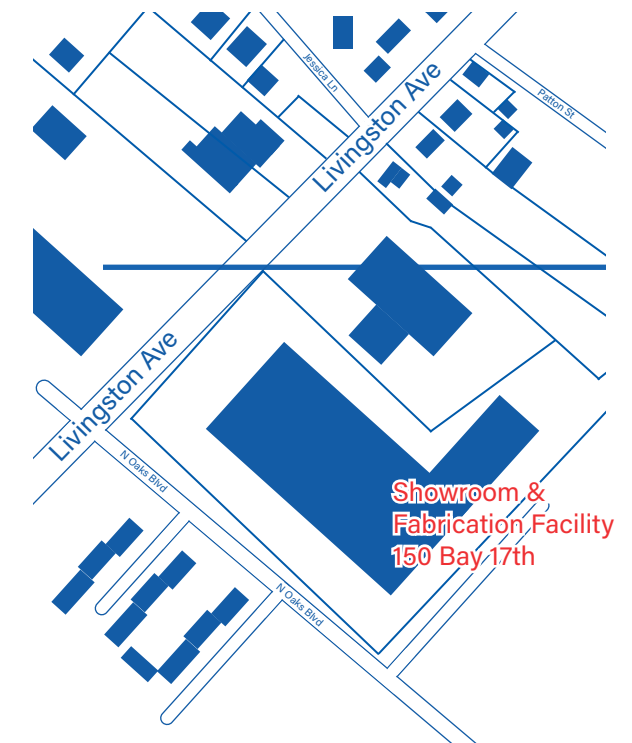 Jessica Ln
Livingston Ave
Patton St
Livingston Ave
N Oaks Blvd
Showroom &
Fabrication Facility
150 Bay 17th
N Oaks Blvd